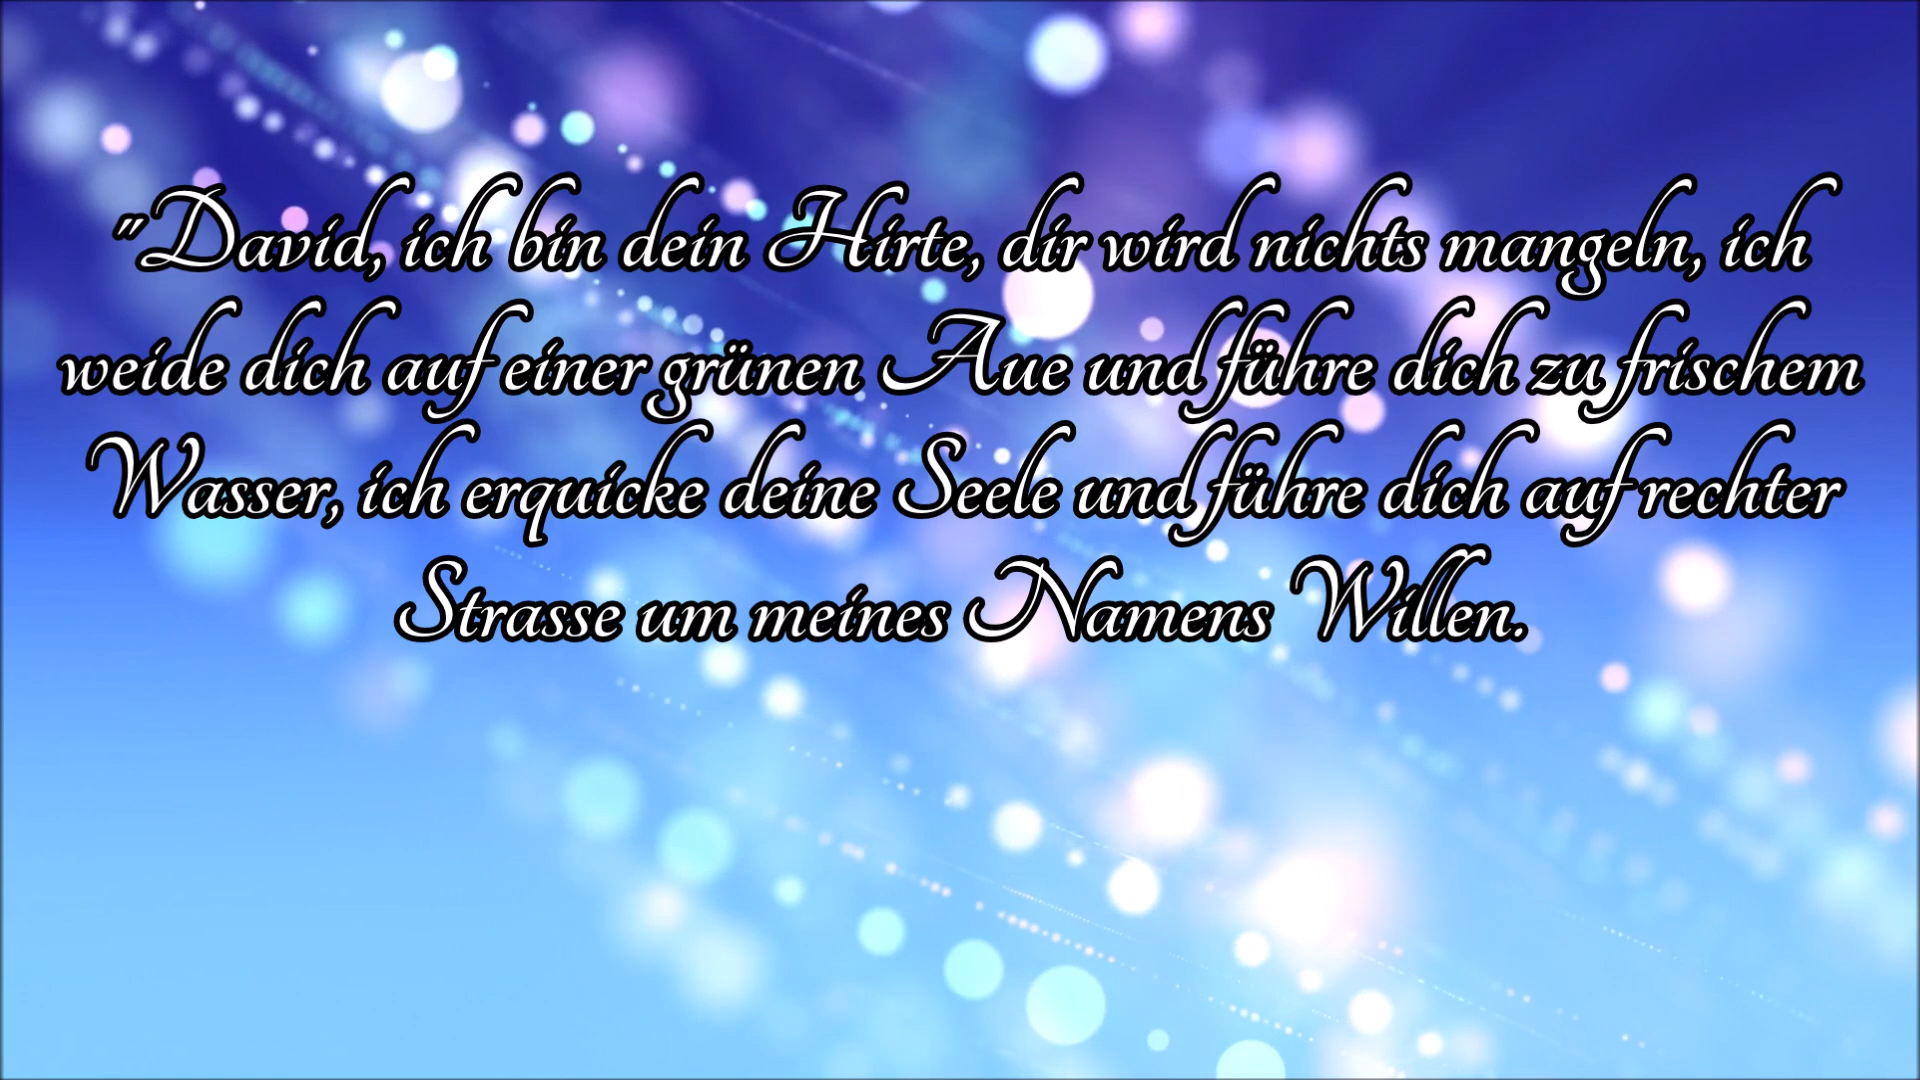 "David, ich bin dein Hirte, dir wird nichts mangeln, ich
weide dich auf einer grünen Aue und führe dich zu frischem
Wasser, ich erquicke deine Seele und führe dich auf rechter
Strasse um meines Namens Willen.